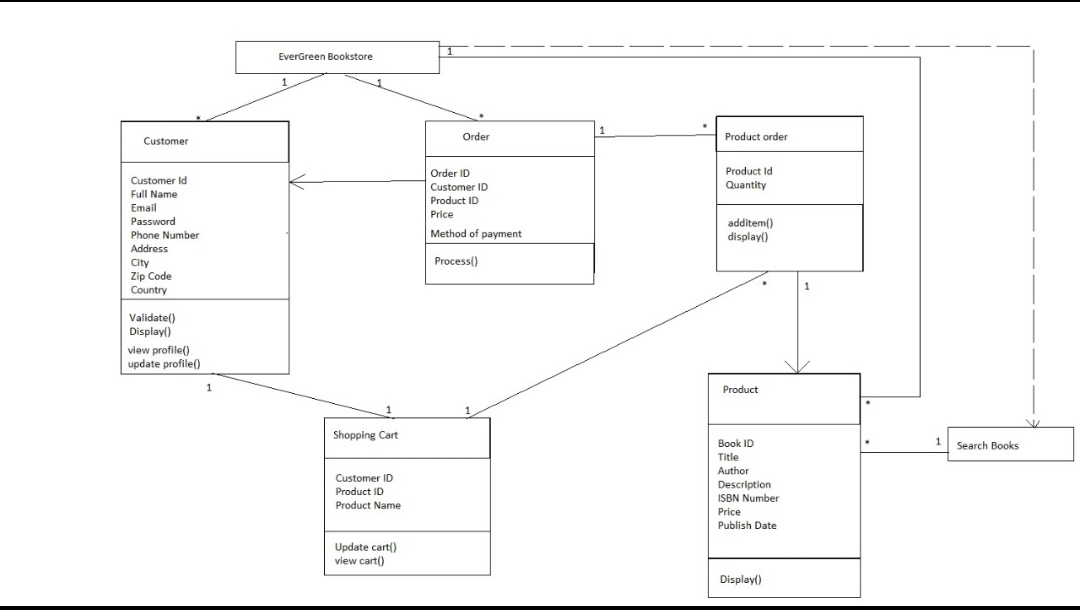 EverGreen Bookstore
1
1
1
*
*
Customer
Customer Id
Full Name
Email
Password
Phone Number
Address
City
Zip Code
Country
Validate()
Display()
view profile()
update profile()
1
Order
Order ID
Customer ID
Product ID
Price
Method of payment
Process()
1
*
Product order
Product Id
Quantity
additem()
display()
*
1
1
1
Shopping Cart
Customer ID
Product ID
Product Name
Update cart()
view cart()
Product
Book ID
Title
Author
Description
ISBN Number
Price
Publish Date
Display()
*
*
1
Search Books